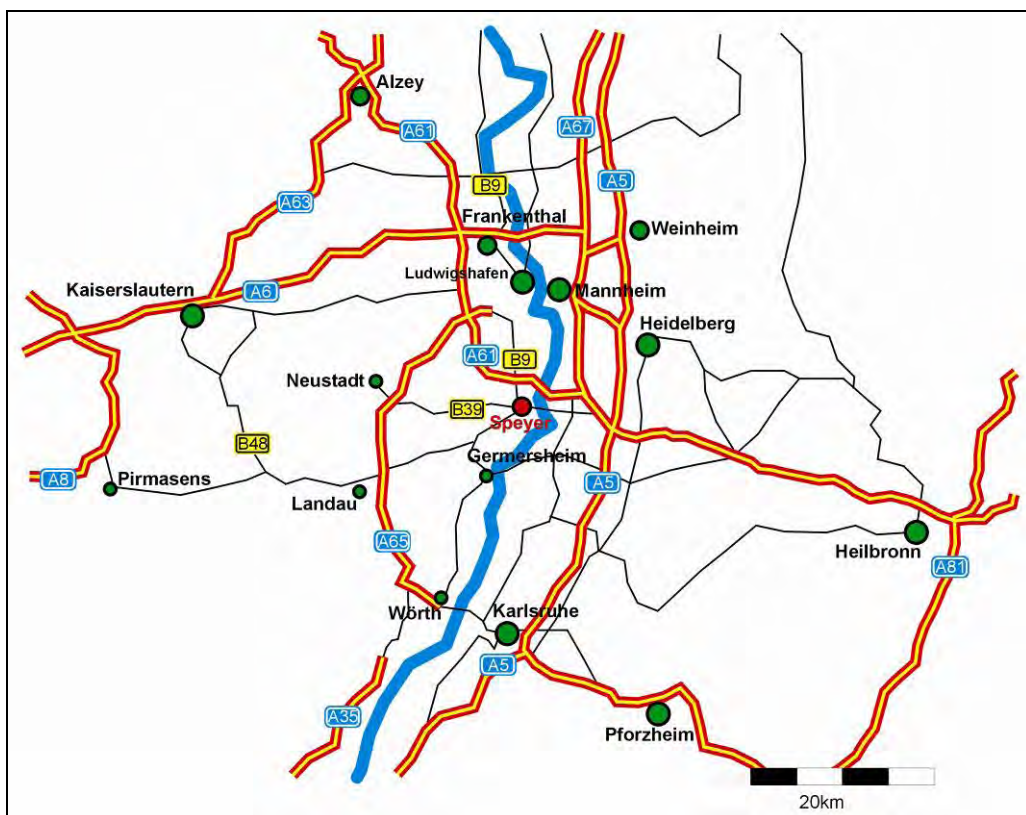 Alzey
A61
A67
A5
B9
A63
Frankenthal
Weinheim
Ludwigshafen
Kaiserslautern
A6
Mannheim
Heidelberg
A61
B9
Neustadt
B39
Speyer
B48
Germersheim
A8
Pirmasens
Landau
A5
A65
Heilbronn
A81
Wörth
Karlsruhe
A5
A35
Pforzheim
20km